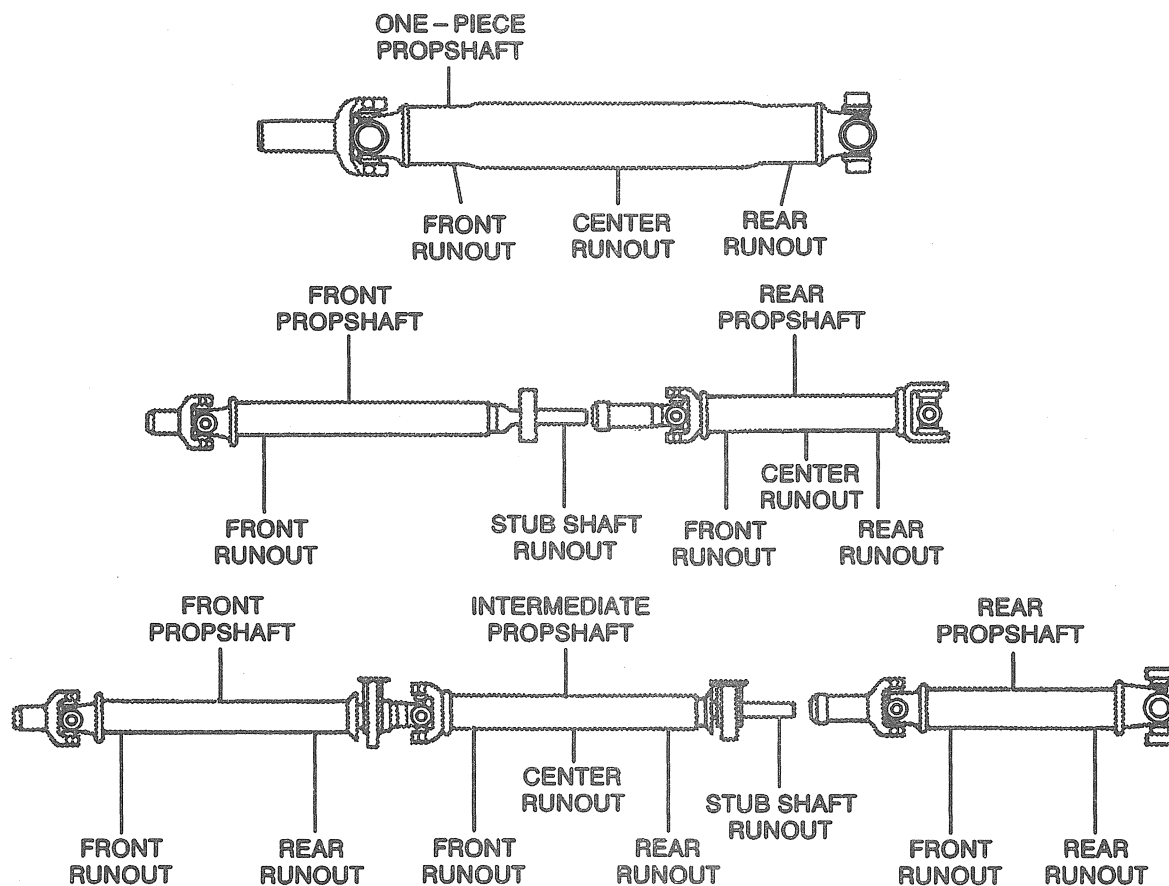 ONE – PIECE
PROPSHAFT
FRONT
RUNOUT
CENTER
RUNOUT
REAR
RUNOUT
FRONT
PROPSHAFT
REAR
PROPSHAFT
FRONT
RUNOUT
STUB SHAFT
RUNOUT
FRONT
RUNOUT
CENTER
RUNOUT
REAR
RUNOUT
FRONT
PROPSHAFT
INTERMEDIATE
PROPSHAFT
REAR
PROPSHAFT
FRONT
RUNOUT
REAR
RUNOUT
FRONT
RUNOUT
CENTER
RUNOUT
REAR
RUNOUT
STUB SHAFT
RUNOUT
FRONT
RUNOUT
REAR
RUNOUT